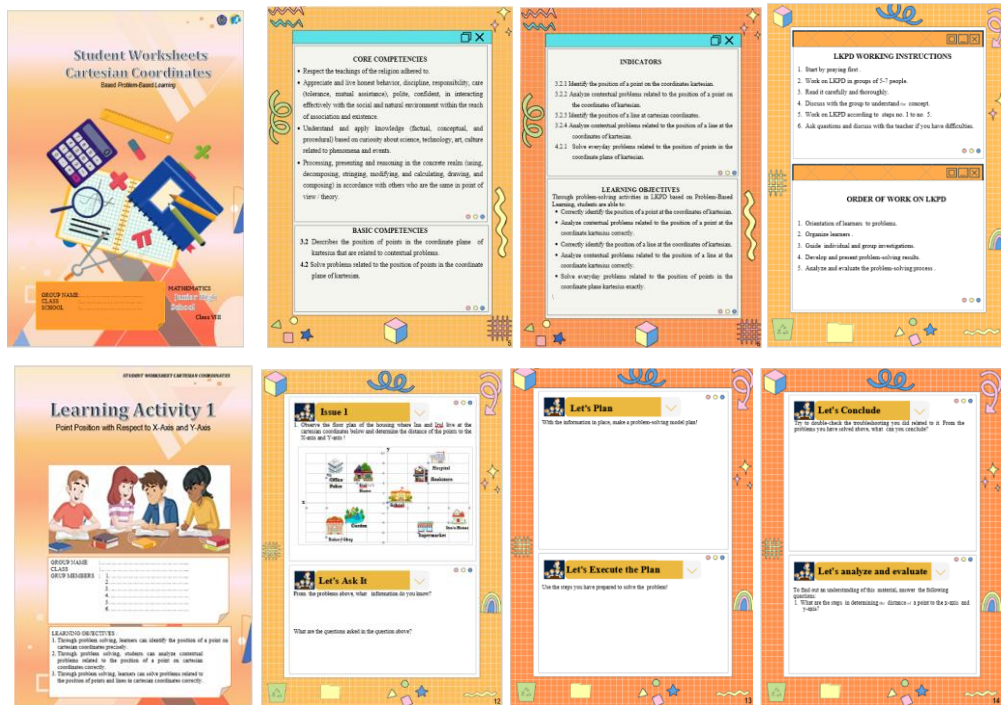 Student Worksheets
Cartesian Coordinates
Based Problem-Based Learning
GROUP NAME
CLASS
SCHOOL
MATHEMATICS
Junior High
School
Class VIII
CORE COMPETENCIES
• Respect the teachings of the religion adhered to.
• Appreciate and live honest behavior, discipline, responsibility, care
(tolerance, mutual assistance), polite, confident, in interacting
effectively with the social and natural environment within the reach
of association and existence.
• Understand and apply knowledge (factual, conceptual, and
procedural) based on curiosity about science, technology, art, culture
related to phenomena and events.
• Processing, presenting and reasoning in the concrete realm (using,
decomposing, stringing, modifying, and calculating, drawing, and
composing) in accordance with others who are the same in point of
view / theory.
BASIC COMPETENCIES
3.2 Describes the position of points in the coordinate plane of
kartesius that are related to contextual problems.
4.2 Solve problems related to the position of points in the coordinate
plane of kartesian.
5
INDICATORS
3.2.1 Identify the position of a point on the coordinates kartesian.
3.2.2 Analyze contextual problems related to the position of a point on
the coordinates of kartesian.
3.2.3 Identify the position of a line at cartesian coordinates.
3.2.4 Analyze contextual problems related to the position of a line at the
coordinates of kartesian.
4.2.1 Solve everyday problems related to the position of points in the
coordinate plane of kartesian.
LEARNING OBJECTIVES
Through problem-solving activities in LKPD based on Problem-Based
Learning, students are able to:
• Correctly identify the position of a point at the coordinates of kartesian.
• Analyze contextual problems related to the position of a point at the
coordinate kartesius correctly.
• Correctly identify the position of a line at the coordinates of kartesian.
• Analyze contextual problems related to the position of a line at the
coordinate kartesius correctly.
• Solve everyday problems related to the position of points in the
coordinate plane kartesius exactly.
\
6
LKPD WORKING INSTRUCTIONS
1. Start by praying first .
2. Work on LKPD in groups of 5-7 people.
3. Read it carefully and thoroughly.
4. Discuss with the group to understand the concept.
5. Work on LKPD according to steps no. 1 to no 5.
6. Ask questions and discuss with the teacher if you have difficulties.
ORDER OF WORK ON LKPD
1. Orientation of learners to problems.
2. Organize learners .
3. Guide individual and group investigations.
4. Develop and present problem-solving results.
5. Analyze and evaluate the problem-solving process .
STUDENT WORKSHEET CARTESIAN COORDINATES
Learning Activity 1
Point Position with Respect to X-Axis and Y-Axis
GROUP NAME
CLASS
GRUP MEMBERS : 1.
2.
3.
4.
5.
6.
LEARNING OBJECTIVES :
1. Through problem solving, learners can identify the position of a point on
cartesian coordinates precisely.
2. Through problem solving, students can analyze contextual
problems related to the position of a point on cartesian
coordinates correctly.
3. Through problem solving, learners can solve problems related to
the position of points and lines in cartesian coordinates correctly.
Issue 1
1. Observe the floor plan of the housing where Ina and live at the
cartesian coordinates below and determine the distance of the points to the
X-axis and Y-axis !
Y
Office
Police
House
Hospital
Bookstore
X
School
Garden
Supermarket
Ina's House
Let's Ask It
From the problems above, what information do you know?
What are the questions asked in the question above?
12
Let's Plan
With the information in place, make a problem-solving model plan!
Let's Execute the Plan
Use the steps you have prepared to solve the problem!
13
Let's Conclude
Try to double-check the troubleshooting you did related to it. From the
problems you have solved above, what can you conclude?
Let's analyze and evaluate
To find out an understanding of this material, answer the following
questions:
1. What are the steps in determining the distance of a point to the x-axis and
y-axis?
14